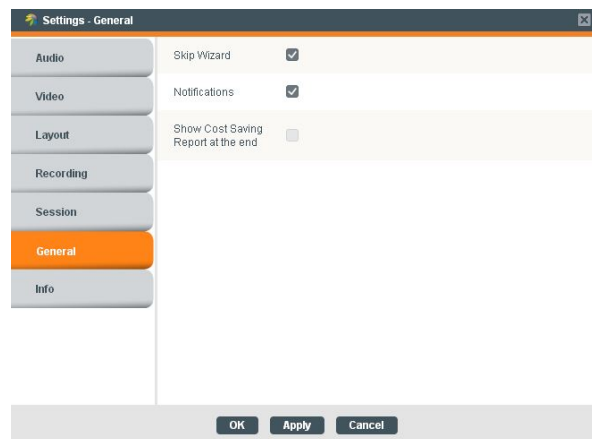 Settings - General
Audio
Skip Wizard
Video
Notifications
Layout
Show Cost Saving
Report at the end
Recording
Session
General
Info
OK Apply Cancel